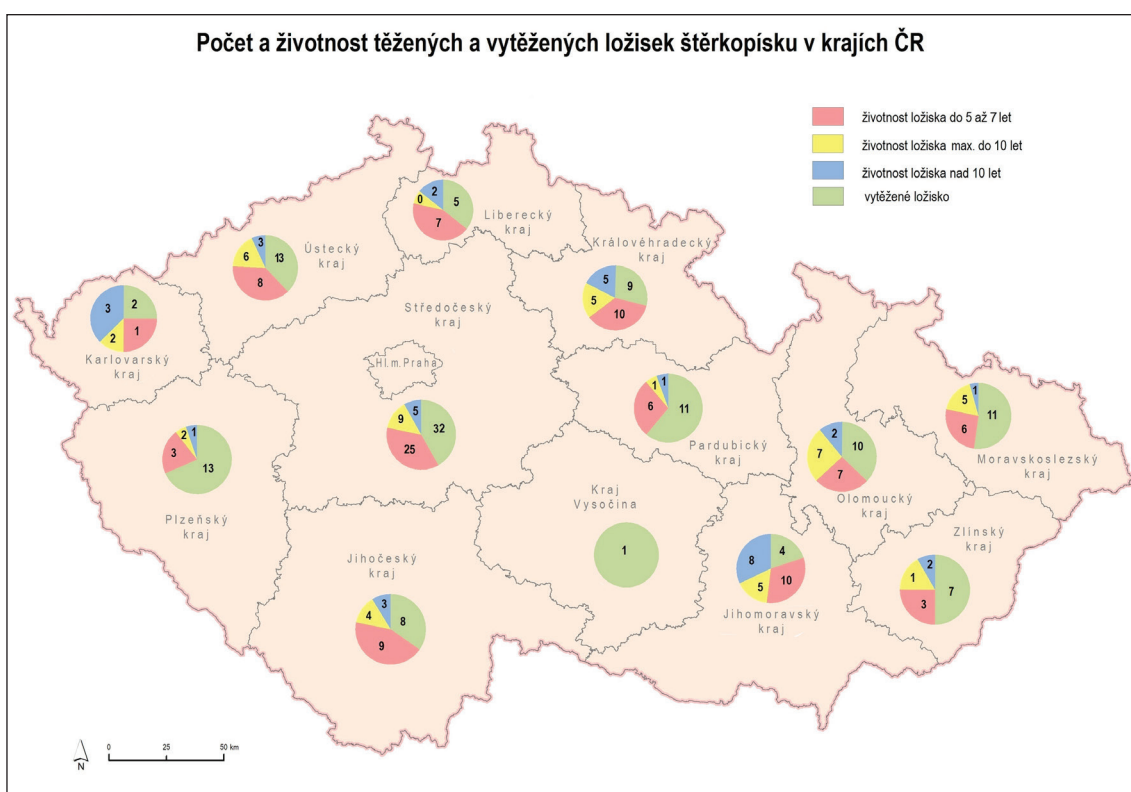 Počet a životnost těžených a vytěžených ložisek štěrkopísku v krajích ČR
životnost ložiska do 5 až 7 let
životnost ložiska max. do 10 let
životnost ložiska nad 10 let
vytěžené ložisko
2
5
0
7
Liberecký
kraj
3
13
6
8
Ústecký
kraj
Královéhradecký
kraj
5
9
5
10
3
2
2
1
Karlovarský
kraj
Středočeský
kraj
Hl.m.Praha
5
9
32
25
1
1
6
11
Pardubický
kraj
1
5
11
6
Moravskoslezský
kraj
1
2
3
13
Plzeňský
kraj
2
10
7
7
Olomoucký
kraj
Kraj
Vysočina
1
8
4
5
10
Jihomoravský
kraj
Zlínský
kraj
2
1
7
3
Jihočeský
kraj
3
4
8
9
0
25
50 km
N